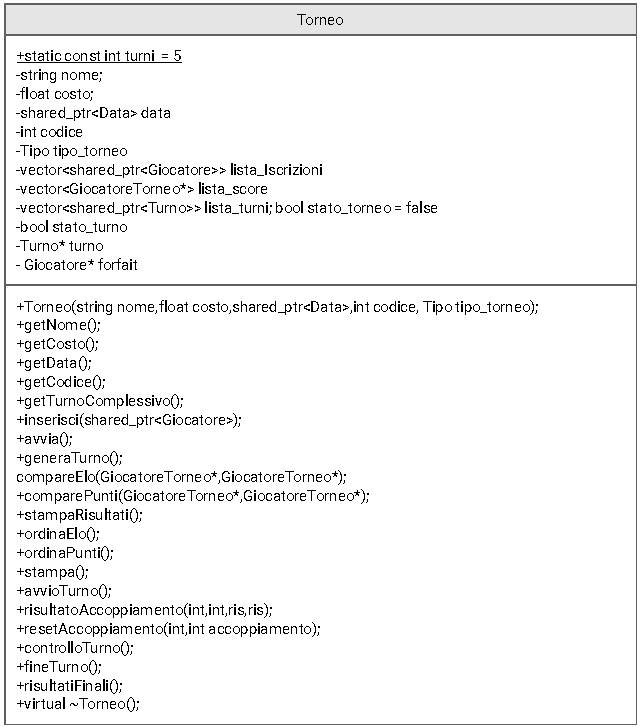 Torneo
+static const int turni = 5
-string nome;
-float costo;
-shared_ptr<Data> data
-int codice
-Tipo tipo_torneo
-vector<shared_ptr<Giocatore>> lista_Iscrizioni
-vector<GiocatoreTorneo*> lista_score
-vector<shared_ptr<Turno>> lista_turni; bool stato_torneo = false
-bool stato_turno
-Turno* turno
- Giocatore* forfait
+Torneo(string nome,float costo,shared_ptr<Data>,int codice, Tipo tipo_torneo);
+getNome();
+getCosto();
+getData();
+getCodice();
+getTurnoComplessivo();
+inserisci(shared_ptr<Giocatore>);
+avvia();
+generaTurno();
compareElo(GiocatoreTorneo*,GiocatoreTorneo*);
+comparePunti(GiocatoreTorneo*,GiocatoreTorneo*);
+stampaRisultati();
+ordinaElo();
+ordinaPunti();
+stampa();
+avvioTurno();
+risultatoAccoppiamento(int,int,ris,ris);
+resetAccoppiamento(int,int accoppiamento);
+controlloTurno();
+fineTurno();
+risultatiFinali();
+virtual ~Torneo();